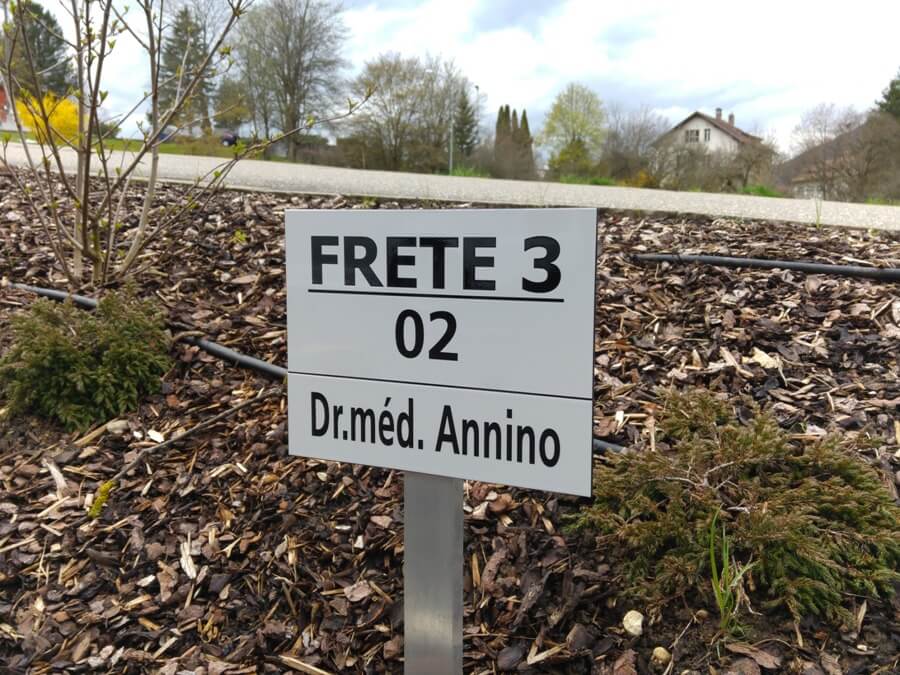 FRETE 3
02
Dr.méd. Annino